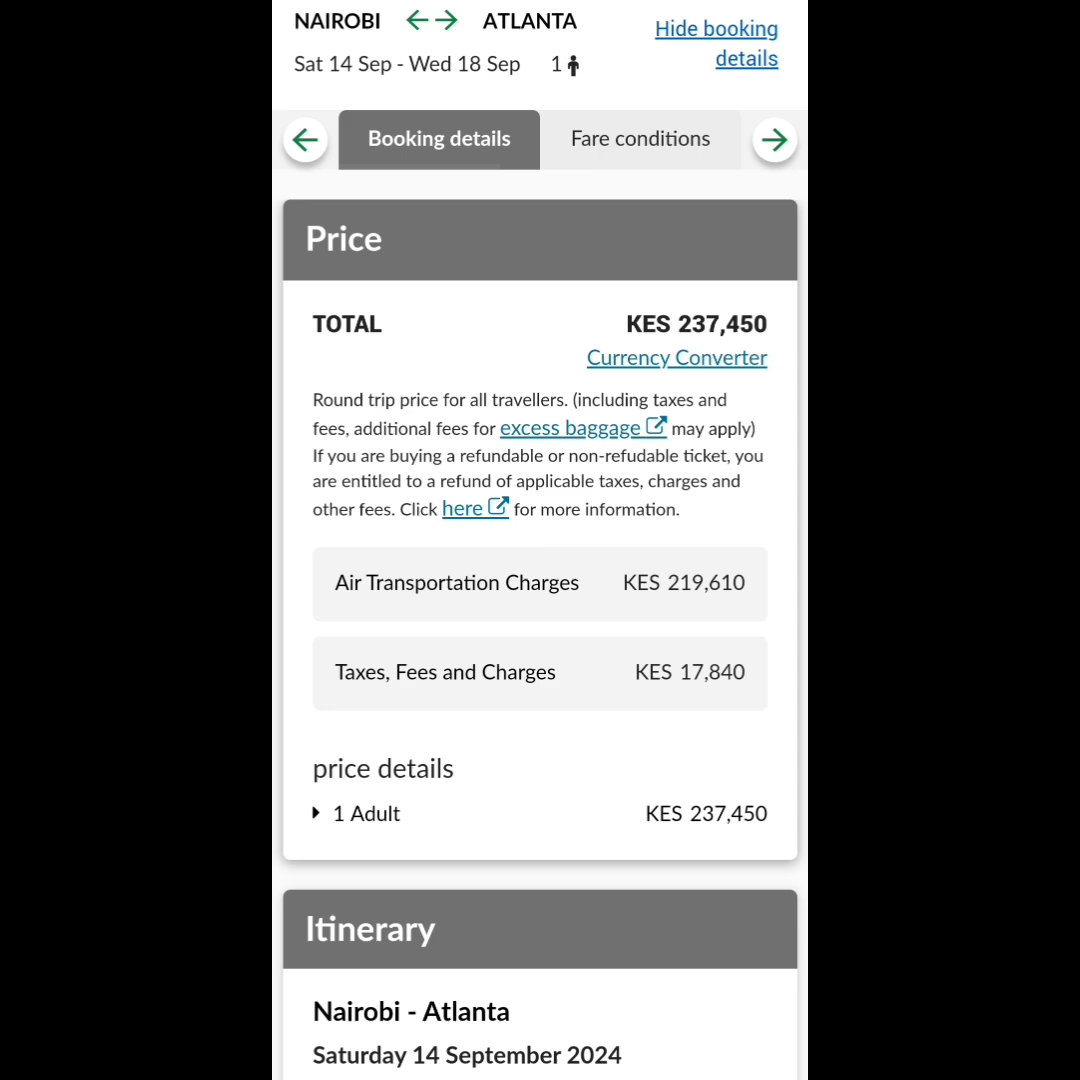 NAIROBI ATLANTA
Hide booking
details
Sat 14 Sep - Wed 18 Sep 1
Booking details Fare conditions
Price
TOTAL KES 237,450
Currency Converter
Round trip price for all travellers. (including taxes and
fees, additional fees for excess baggage may apply)
If you are buying a refundable or non-refudable ticket, you
are entitled to a refund of applicable taxes, charges and
other fees. Click here for more information.
Air Transportation Charges KES 219,610
Taxes, Fees and Charges KES 17,840
price details
1 Adult KES 237,450
Itinerary
Nairobi - Atlanta
Saturday 14 September 2024